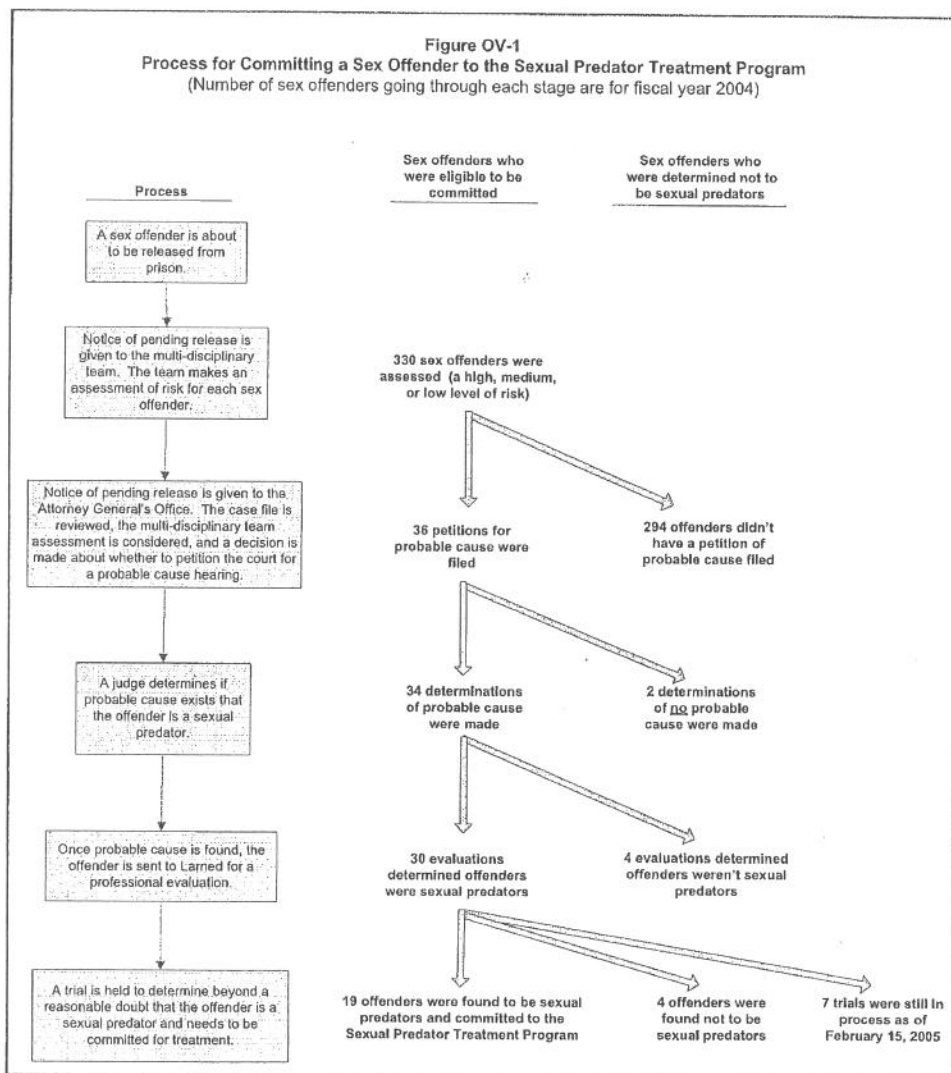 Figure OV-1
Process for Committing a Sex Offender to the Sexual Predator Treatment Program
(Number of sex offenders going through each stage are for fiscal year 2004)
Process
Sex offenders who
were eligible to be
committed
Sex offenders who
were determined not to
be sexual predators
A sex offender is about
to be released from
prison.
Notice of pending release is
given to the multi-disciplinary
team. The team makes an
assessment of risk for each sex
offender.
330 sex offenders were
assessed (a high, medium,
or low level of risk)
Notice of pending release is given to the
Attorney General's Office. The case file is
reviewed, the multi-disciplinary team
assessment is considered, and a decision is
made about whether to petition the court for
a probable cause hearing.
36 petitions for
probable cause were
filed
294 offenders didn't
have a petition of
probable cause filed
A judge determines if
probable cause exists that
the offender is a sexual
predator.
34 determinations
of probable cause
were made
2 determinations
of no probable
cause were made
Once probable cause is found, the
offender is sent to Larned for a
professional evaluation.
30 evaluations
determined offenders
were sexual predators
4 evaluations determined
offenders weren't sexual
predators
A trial is held to determine beyond a
reasonable doubt that the offender is a
sexual predator and needs to be
committed for treatment.
19 offenders were found to be sexual
predators and committed to the
Sexual Predator Treatment Program
4 offenders were
found not to be
sexual predators
7 trials were still in
process as of
February 15, 2005